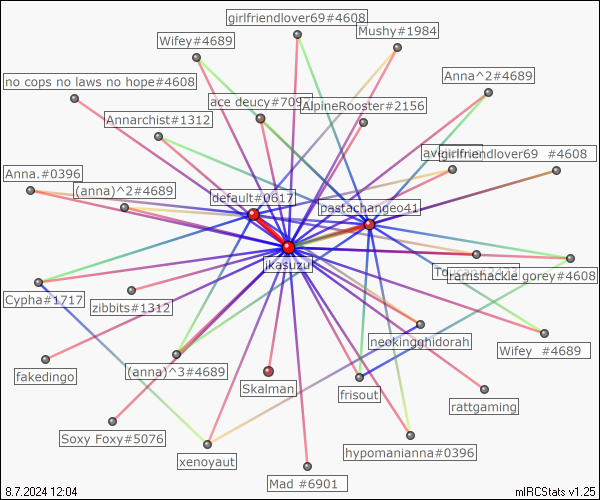 girlfriendlover69#4608
Mushy#1984
Wifey#4689
Anna^2#4689
no cops no laws no hope#4608
ace deucy#709
AlpineRooster#2156
Annarchist#1312
girlfriendlover69 #4608
Anna.#0396
(anna)^2#4689
default#0617
pastachangeo41
jkasuzu
ramshackle gorey#4608
Cypha#1717
zibbits#1312
neokingghidorah
Wifey #4689
fakedingo
(anna)^3#4689
Skalman
frisout
rattgaming
Soxy Foxy#5076
xenoyaut
hypomanianna#0396
Mad #6901
8.7.2024 12:04
mIRCStats v1.25